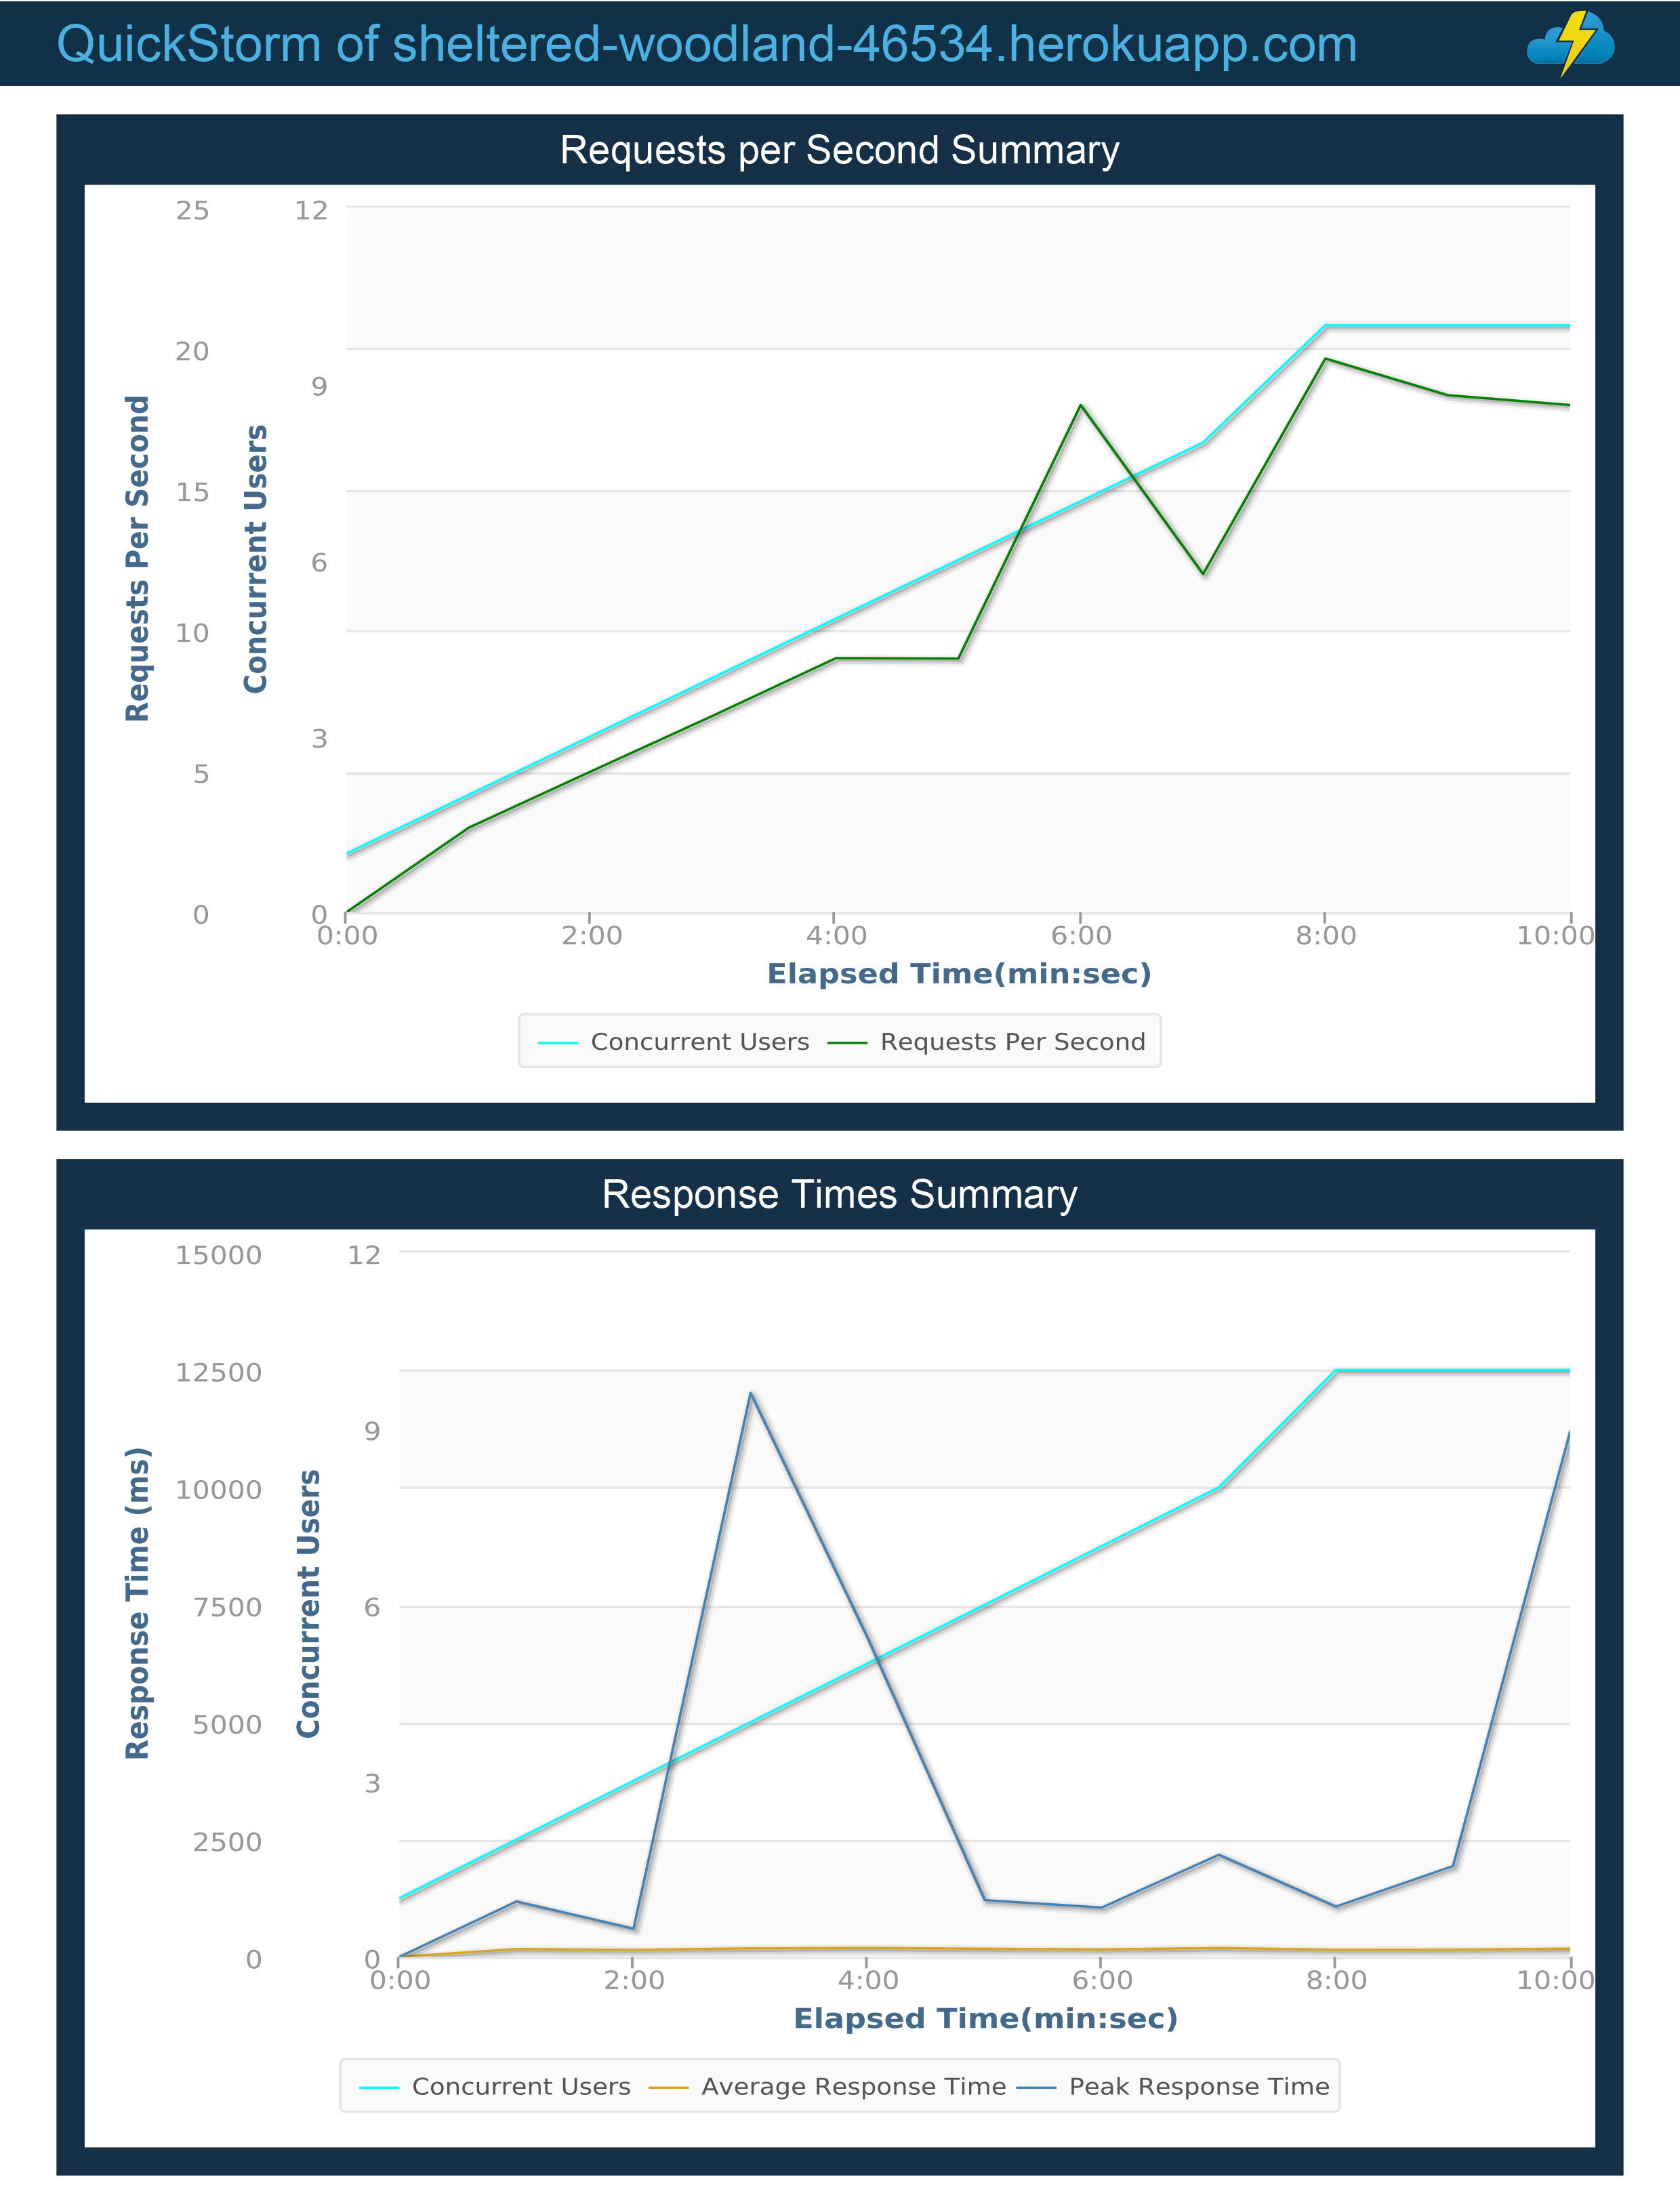 QuickStorm of sheltered-woodland-46534.herokuapp.com
Requests per Second Summary
25 12
20
9
15
6
10
3
5
0 0
Requests Per Second
Concurrent Users
0:00 2:00 4:00 6:00 8:00 10:00
Elapsed Time(min:sec)
Concurrent Users Requests Per Second
Response Times Summary
15000 12
12500
9
10000
7500 6
5000
3
2500
0 0
Response Time (ms)
Concurrent Users
0:00 2:00 4:00 6:00 8:00 10:00
Elapsed Time(min:sec)
Concurrent Users Average Response Time Peak Response Time